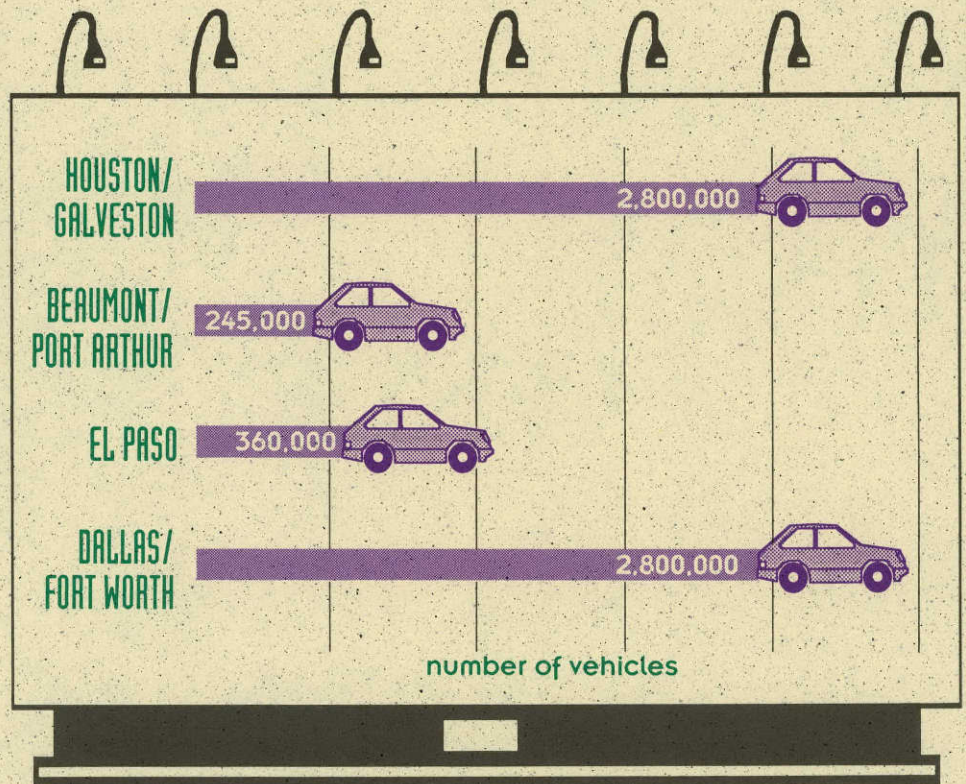 HOUSTON/
GALVESTON
2,800,000
BEAUMONT/
PORT ARTHUR
245,000
EL PASO
360,000
DALLAS/
FORT WORTH
2,800,000
number of vehicles